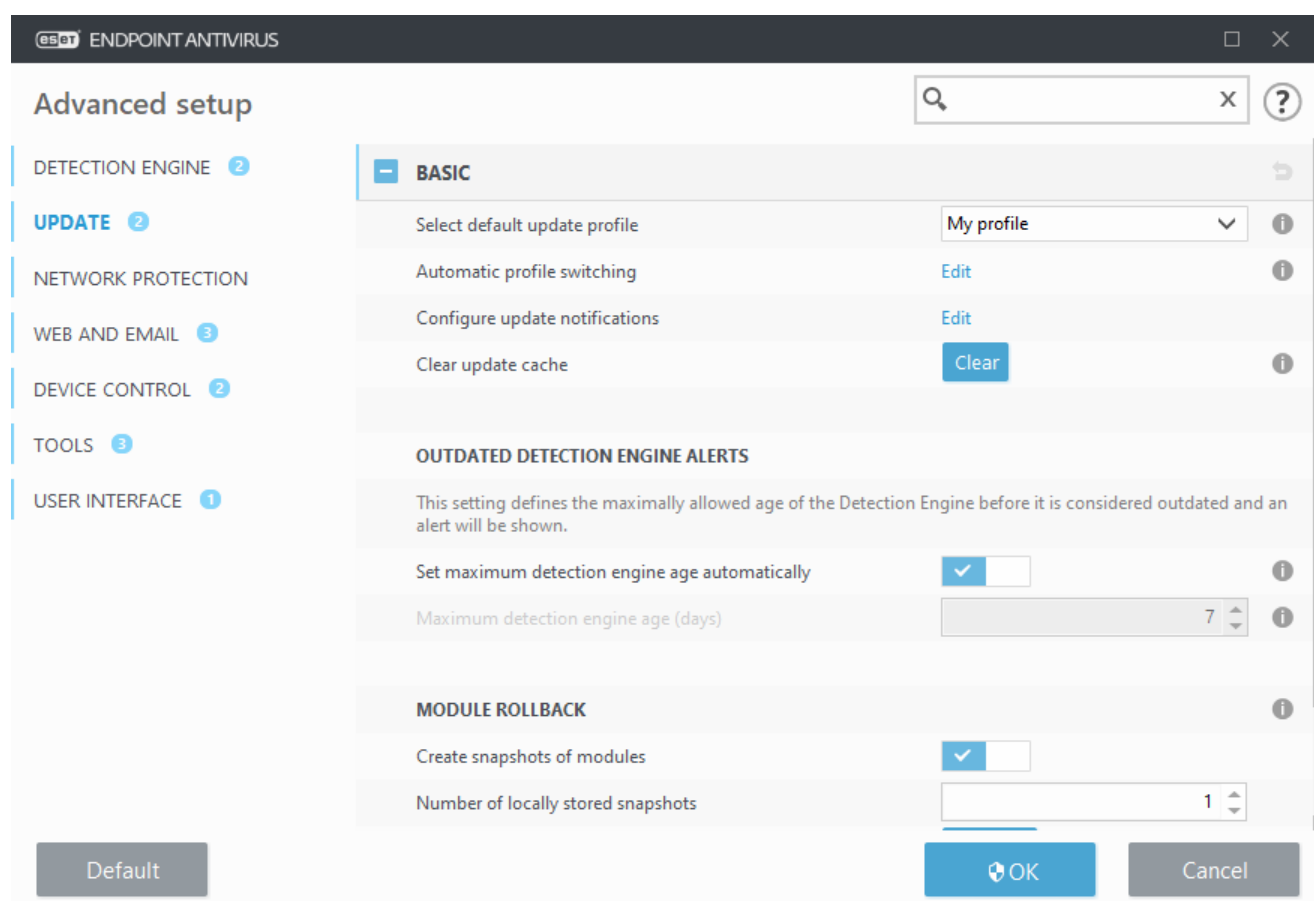 eset ENDPOINT ANTIVIRUS
Advanced setup
X
?
DETECTION ENGINE 2
UPDATE 2
NETWORK PROTECTION
WEB AND EMAIL 3
DEVICE CONTROL 2
TOOLS 3
USER INTERFACE 1
BASIC
Select default update profile My profile
Automatic profile switching Edit
Configure update notifications Edit
Clear update cache Clear
OUTDATED DETECTION ENGINE ALERTS
This setting defines the maximally allowed age of the Detection Engine before it is considered outdated and an
alert will be shown.
Set maximum detection engine age automatically
Maximum detection engine age (days) 7
MODULE ROLLBACK
Create snapshots of modules
Number of locally stored snapshots 1
Default
OK
Cancel